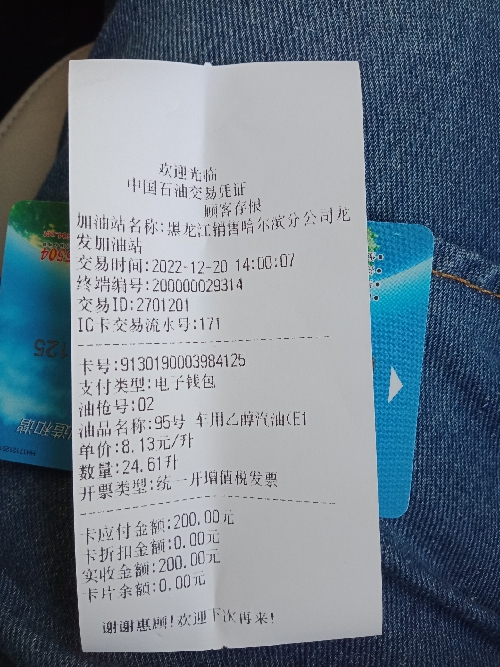 欢迎光临
中国石油交易凭证
顾客存根
加油站名称:黑龙江销售哈尔滨分公司龙
发加油站
交易时间:2022-12-20 14:00:07
终端编号:200000029314
交易ID:2701201
IC卡交易流水号:171
卡号:9130190003984125
支付类型:电子钱包
油枪号:02
油品名称:95号 车用乙醇汽油(E1
单价:8.13元/升
数量:24.61升
开票类型:统一开增值税发票
卡应付金额:200.00元
卡折扣金额:0.00元
实收金额:200.00元
卡片余额:0.00元
谢谢惠顾!欢迎下次再来!
125